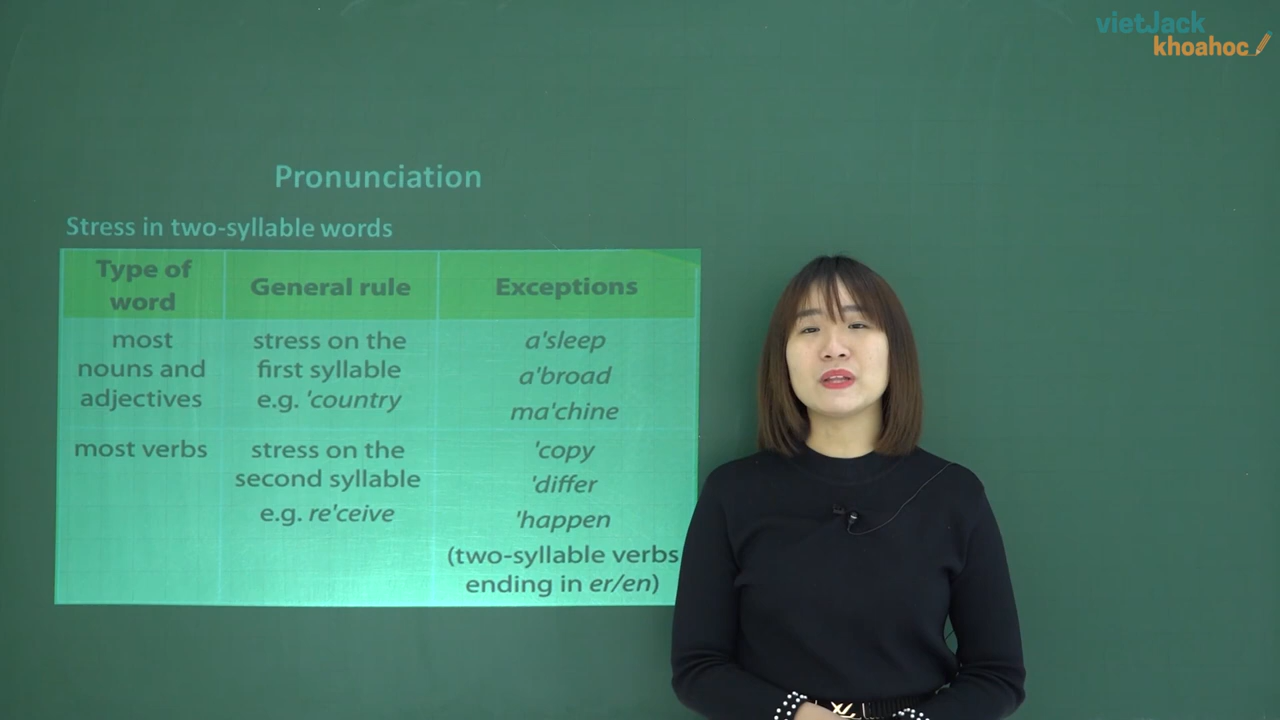 vietJack
khoahoc
Pronunciation
Stress in two-syllable words
Type of
word
General rule
Exceptions
most
nouns and
adjectives
stress on the
first syllable
e.g. 'country
a'sleep
a'broad
ma'chine
most verbs
stress on the
second syllable
e.g. re'ceive
'copy
'differ
'happen
(two-syllable verbs
ending in er/en)